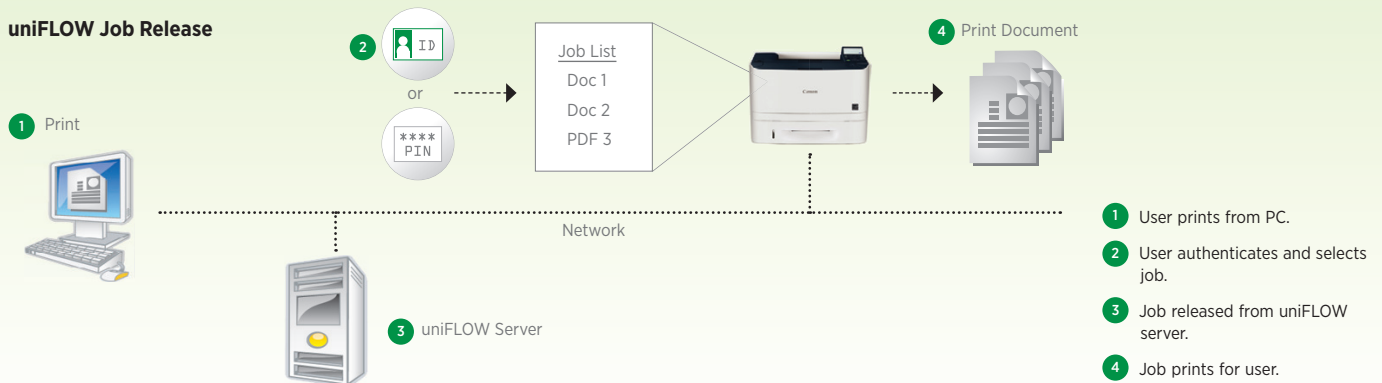 uniFLOW Job Release
1 Print
2
ID
or
****
PIN
Job List
Doc 1
Doc 2
PDF 3
Canon
4 Print Document
Network
3 uniFLOW Server
1 User prints from PC.
2 User authenticates and selects
job.
3 Job released from uniFLOW
server.
4 Job prints for user.